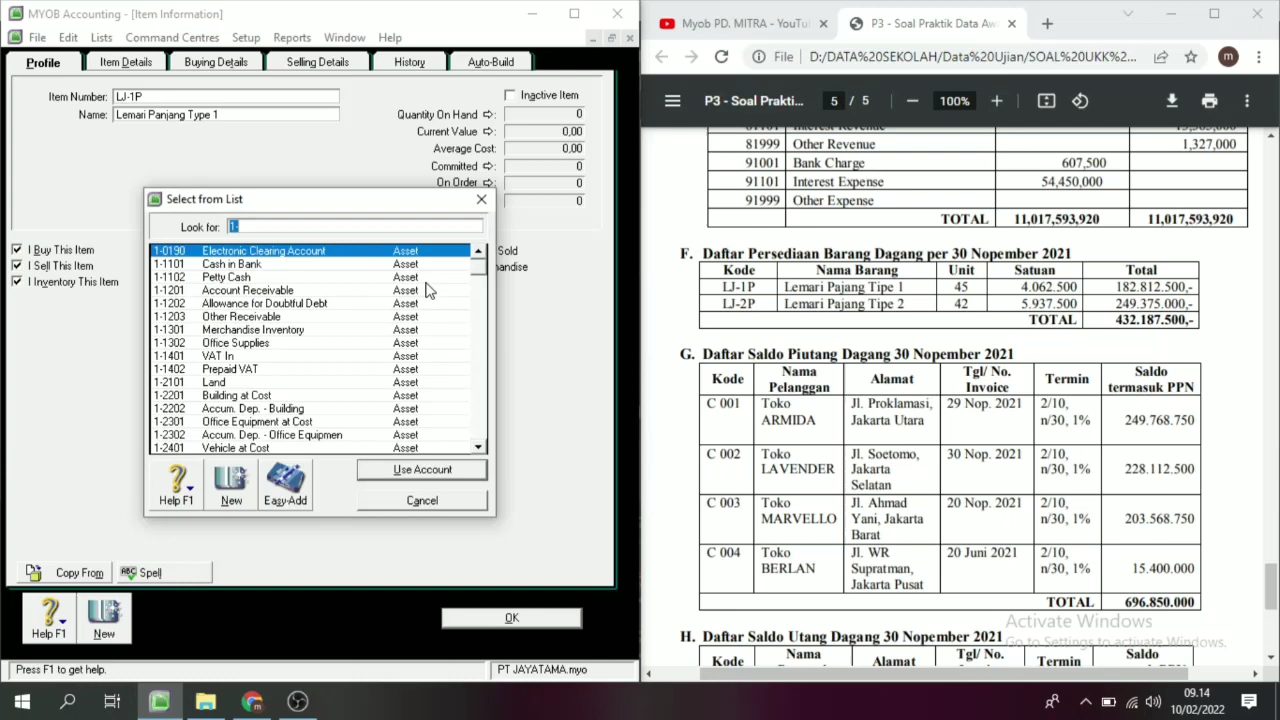 MYOB Accounting - [Item Information]
File Edit Lists Command Centres Setup Reports Window Help
Profile Item Details Buying Details Selling Details History Auto-Build
Item Number: LJ-1P
Name: Lemari Panjang Type 1
Inactive Item
Quantity On Hand 0
Current Value 0,00
Average Cost: 0,00
Committed 0
On Order 0
0
I Buy This Item
I Sell This Item
I Inventory This Item
Sold
handise
Select from List
Look for: 1-
1-0190 Electronic Clearing Account Asset
1-1101 Cash in Bank Asset
1-1102 Petty Cash Asset
1-1201 Account Receivable Asset
1-1202 Allowance for Doubtful Debt Asset
1-1203 Other Receivable Asset
1-1301 Merchandise Inventory Asset
1-1302 Office Supplies Asset
1-1401 VAT In Asset
1-1402 Prepaid VAT Asset
1-2101 Land Asset
1-2201 Building at Cost Asset
1-2202 Accum. Dep. - Building Asset
1-2301 Office Equipment at Cost Asset
1-2302 Accum. Dep. - Office Equipmen Asset
1-2401 Vehicle at Cost Asset
Help F1 New Easy-Add
Use Account
Cancel
Copy From Spell
Help F1 New
OK
Press F1 to get help.
PT JAYATAMA.myo
Myob PD. MITRA - YouTu
P3 - Soal Praktik Data Aw
File D:/DATA%20SEKOLAH/Data%20Ujian/SOAL%20UKK%2... m
P3 - Soal Prakti... 5 / 5 100%
81101 Interest Revenue
81999 Other Revenue 1,327,000
91001 Bank Charge 607,500
91101 Interest Expense 54,450,000
91999 Other Expense
TOTAL 11,017,593,920 11,017,593,920
F. Daftar Persediaan Barang Dagang per 30 Nopember 2021
Kode Nama Barang Unit Satuan Total
LJ-1P Lemari Pajang Tipe 1 45 4.062.500 182.812.500,-
LJ-2P Lemari Pajang Tipe 2 42 5.937.500 249.375.000,-
TOTAL 432.187.500,-
G. Daftar Saldo Piutang Dagang 30 Nopember 2021
Kode Nama Pelanggan Alamat Tgl/ No. Invoice Termin Saldo termasuk PPN
C 001 Toko ARMIDA Jl. Proklamasi, Jakarta Utara 29 Nop. 2021 2/10, n/30, 1% 249.768.750
C 002 Toko LAVENDER Jl. Soetomo, Jakarta Selatan 30 Nop. 2021 2/10, n/30, 1% 228.112.500
C 003 Toko MARVELLO Jl. Ahmad Yani, Jakarta Barat 20 Nop. 2021 2/10, n/30, 1% 203.568.750
C 004 Toko BERLAN Jl. WR Supratman, Jakarta Pusat 20 Juni 2021 2/10, n/30, 1% 15.400.000
TOTAL 696.850.000
Activate Windows
Go to Settings to activate Windows.
H. Daftar Saldo Utang Dagang 30 Nopember 2021
Kode Nama Alamat Tgl/ No. Termin Saldo
09.14
10/02/2022